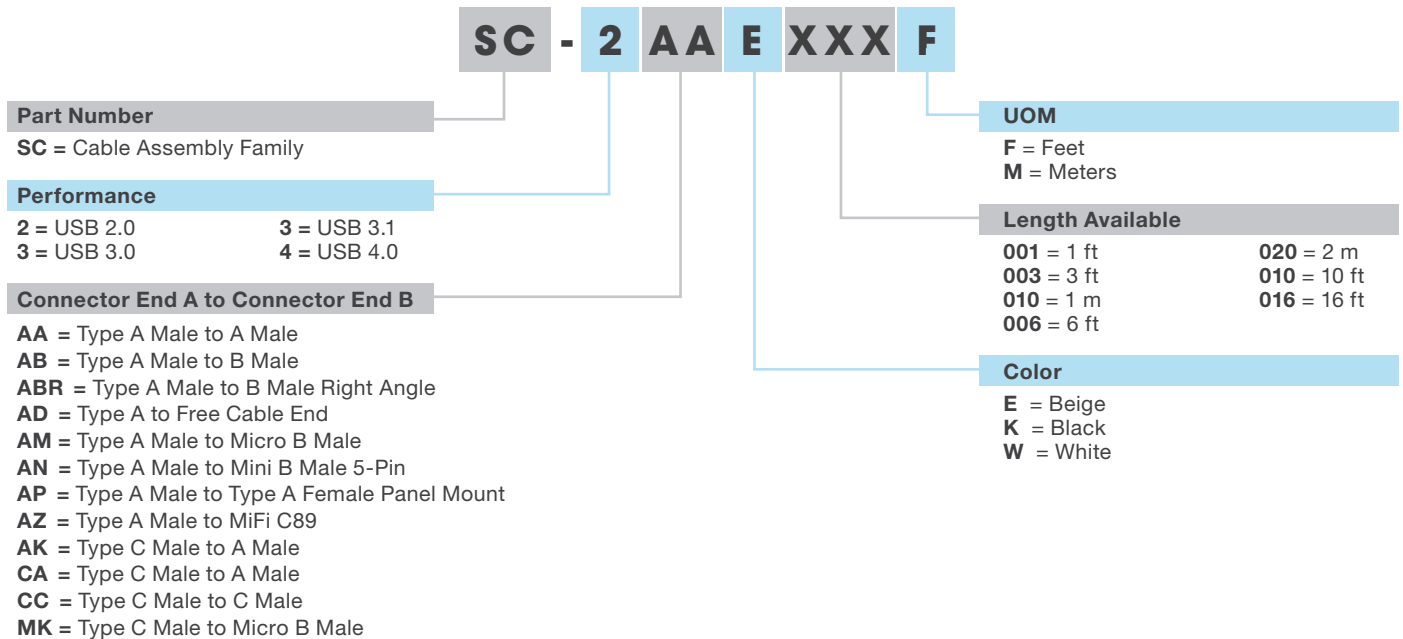 SC - 2 AA E XXX F
Part Number
SC = Cable Assembly Family
Performance
2 = USB 2.0 3 = USB 3.1
3 = USB 3.0 4 = USB 4.0
Connector End A to Connector End B
AA = Type A Male to A Male
AB = Type A Male to B Male
ABR = Type A Male to B Male Right Angle
AD = Type A to Free Cable End
AM = Type A Male to Micro B Male
AN = Type A Male to Mini B Male 5-Pin
AP = Type A Male to Type A Female Panel Mount
AZ = Type A Male to MiFi C89
AK = Type C Male to A Male
CA = Type C Male to A Male
CC = Type C Male to C Male
MK = Type C Male to Micro B Male
UOM
F = Feet
M = Meters
Length Available
001 = 1 ft 020 = 2 m
003 = 3 ft 010 = 10 ft
010 = 1 m 016 = 16 ft
006 = 6 ft
Color
E = Beige
K = Black
W = White